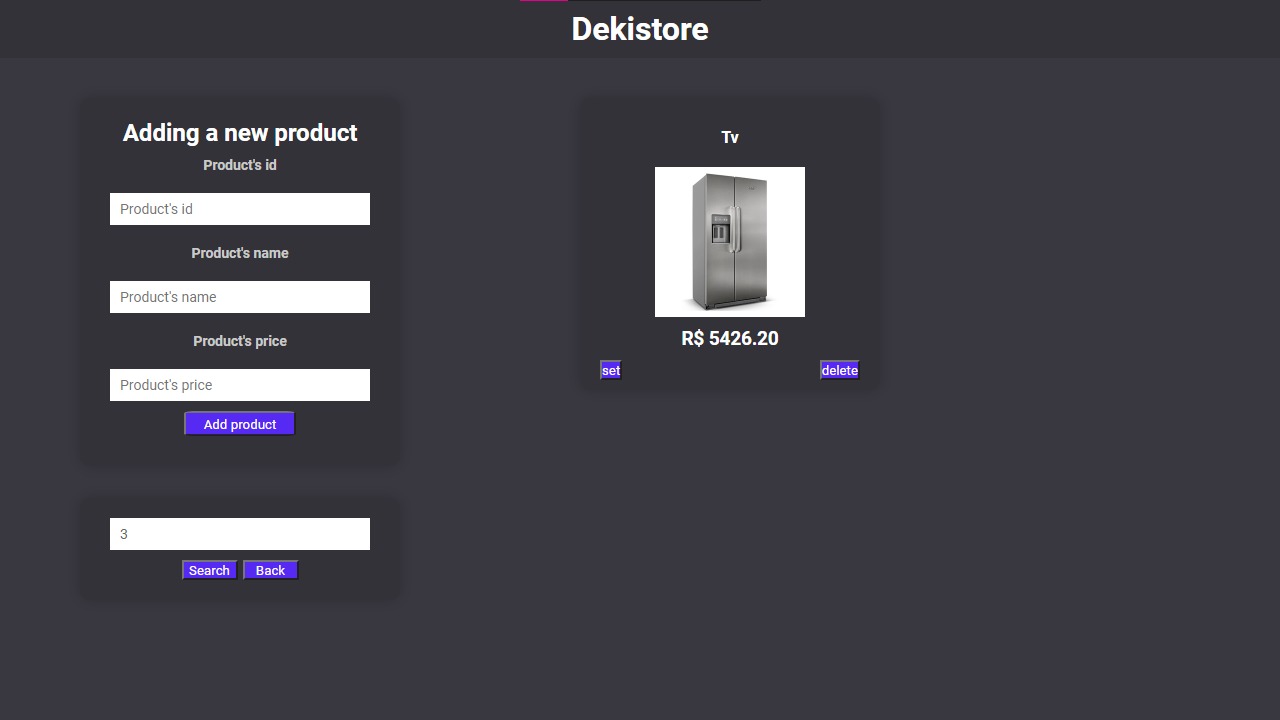 Dekistore
Adding a new product
Product's id
Product's id
Product's name
Product's name
Product's price
Product's price
Add product
3
Search Back
Tv
R$ 5426.20
set delete